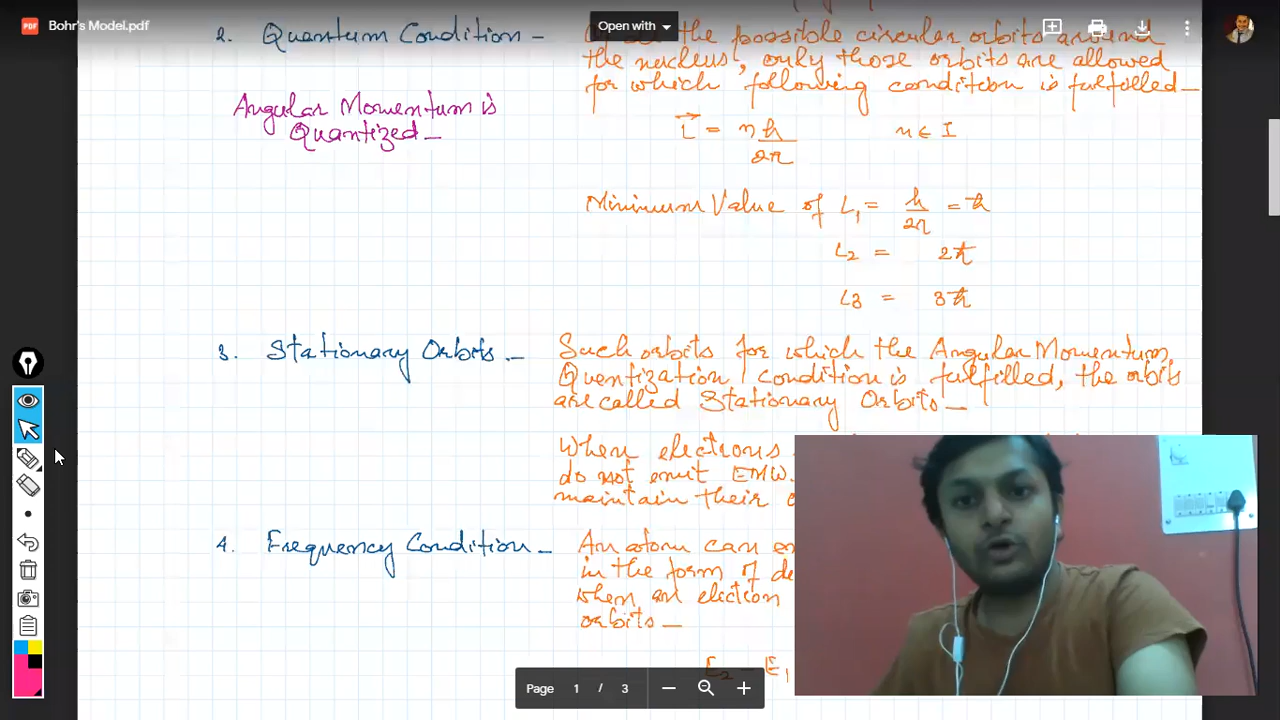 Bohr's Model.pdf
Open with
2. Quantum Condition - the possible circular orbits around
the nucleus, only those orbits are allowed
for which following condition is fulfilled -
Angular Momentum is
Quantized -
L = nh/2π n ∈ I
Minimum Value of L₁ = h/2π = ħ
L₂ = 2ħ
L₃ = 3ħ
3. Stationary Orbits. - Such orbits for which the Angular Momentum
Quentization condition is fulfilled, the orbits
are called Stationary Orbits -
When electrons
do not emit EMW.
maintain their
4. Frequency Condition - An atom can
in the form of
when an election
orbits -
E₂ - E₁
Page 1 / 3